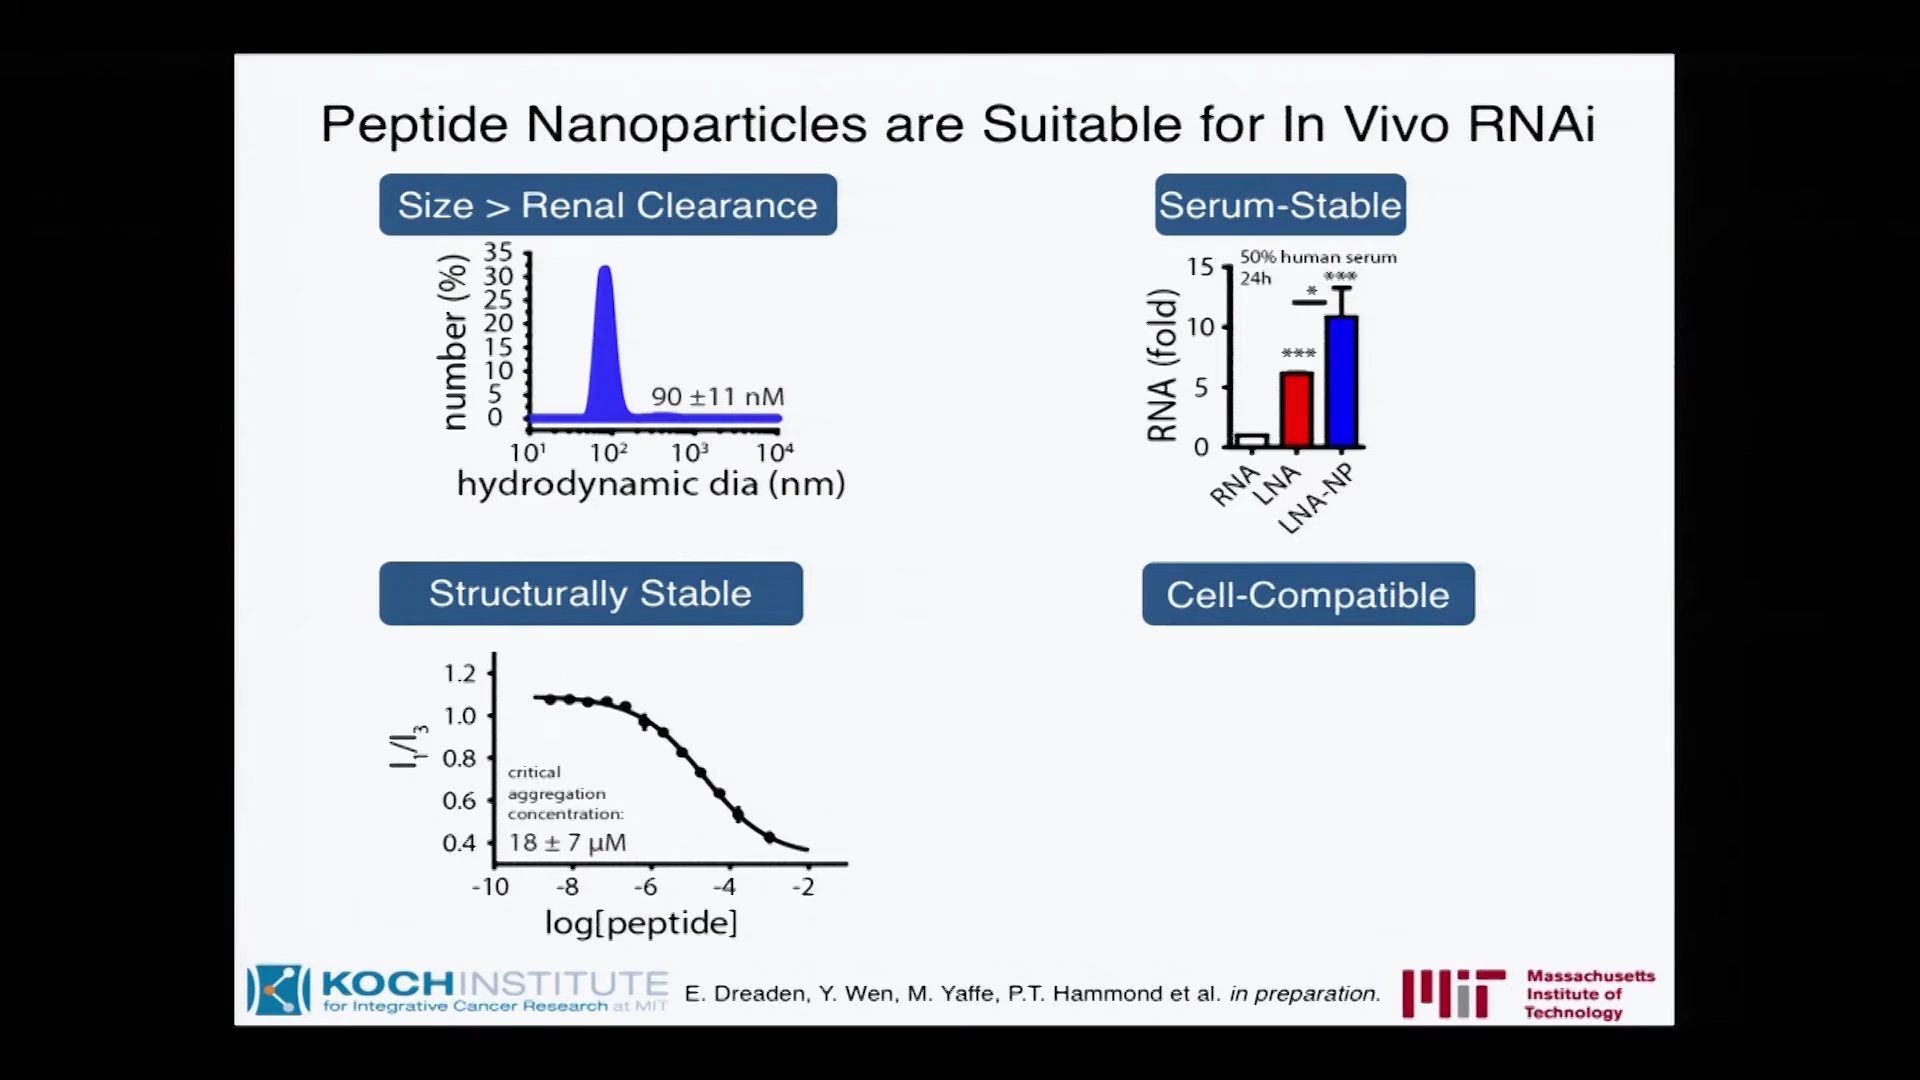 Peptide Nanoparticles are Suitable for In Vivo RNAi
Size > Renal Clearance
35
30
25
20
15
10
5
0
number (%)
90 ±11 nM
10¹ 10² 10³ 10⁴
hydrodynamic dia (nm)
Serum-Stable
50% human serum
24h
***
*
***
15
10
5
0
RNA (fold)
RNA
LNA
LNA-NP
Structurally Stable
1.2
1.0
0.8
0.6
0.4
I₁/I₃
critical
aggregation
concentration:
18 ± 7 µM
-10 -8 -6 -4 -2
log[peptide]
Cell-Compatible
KOCH INSTITUTE
for Integrative Cancer Research at MIT
E. Dreaden, Y. Wen, M. Yaffe, P.T. Hammond et al. in preparation.
MIT
Massachusetts
Institute of
Technology